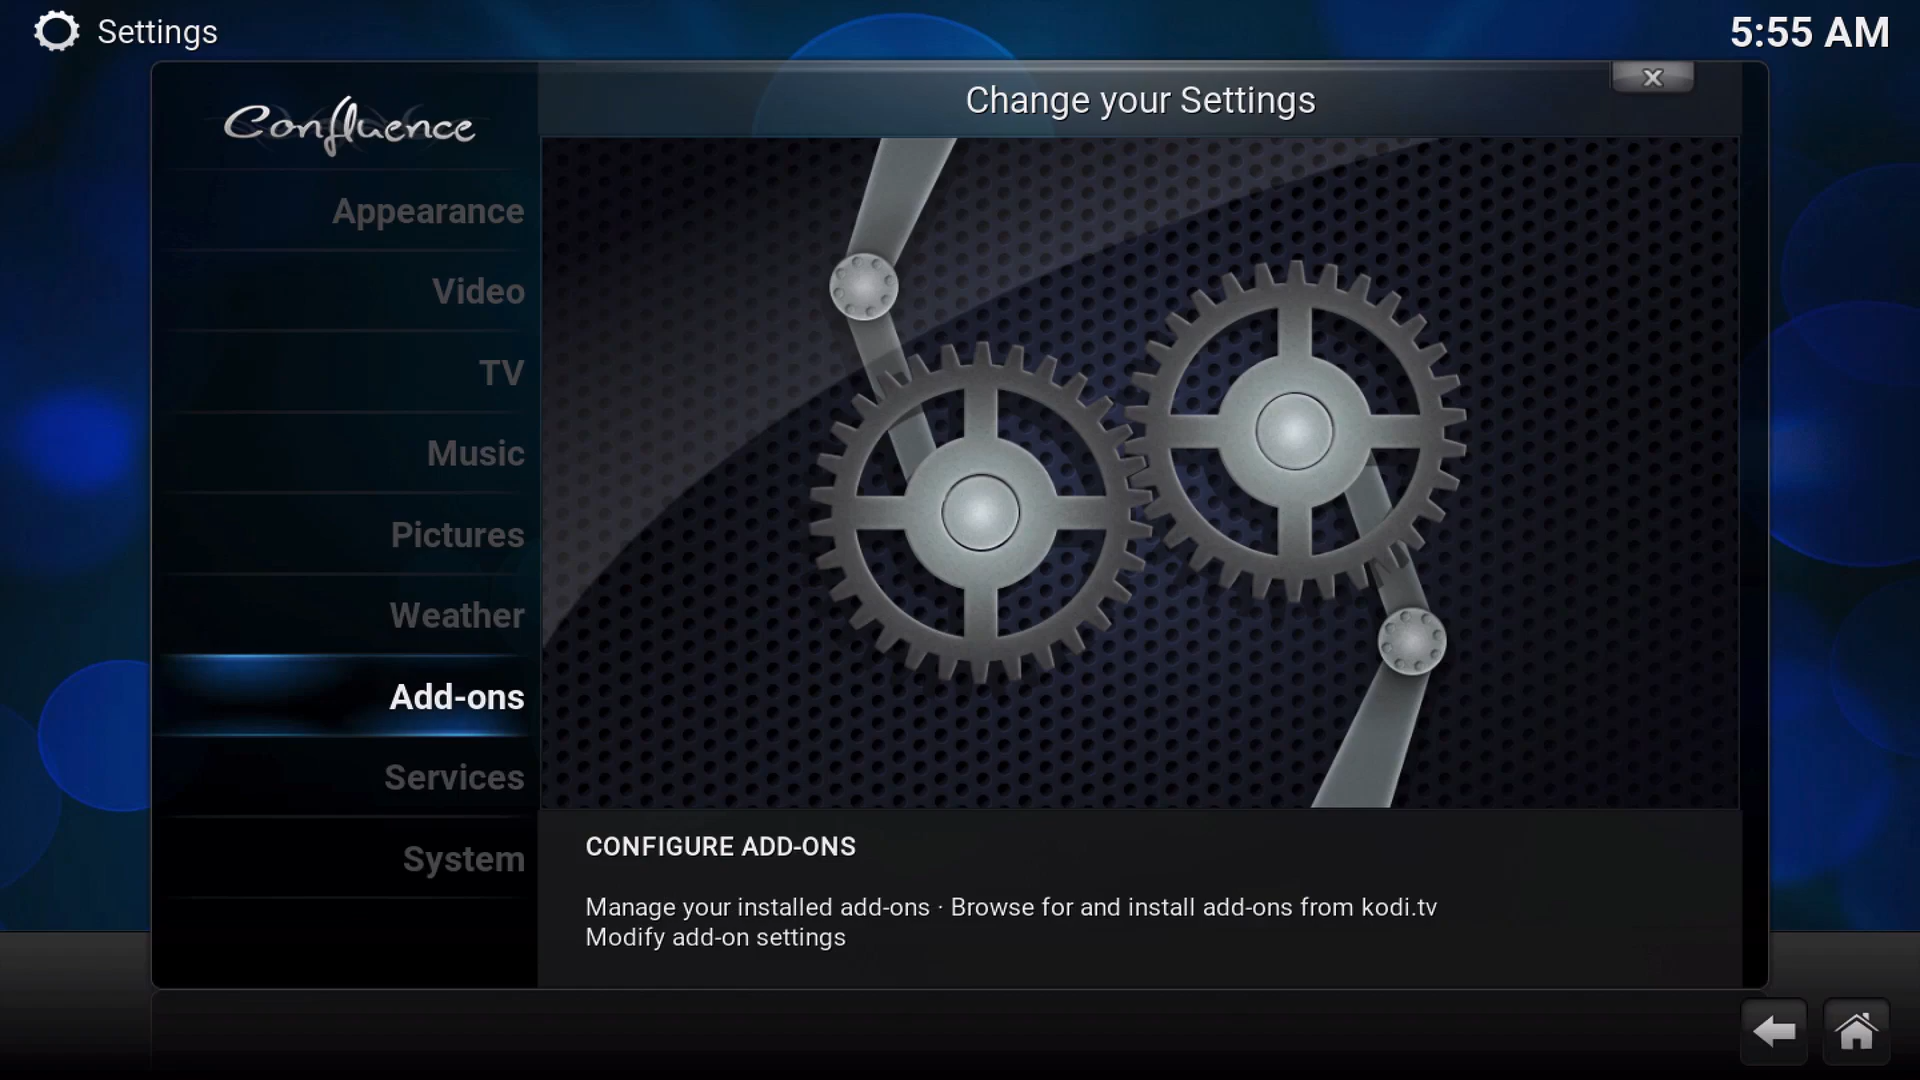 Settings
5:55 AM
Confluence
Change your Settings
Appearance
Video
TV
Music
Pictures
Weather
Add-ons
Services
System
CONFIGURE ADD-ONS
Manage your installed add-ons · Browse for and install add-ons from kodi.tv
Modify add-on settings